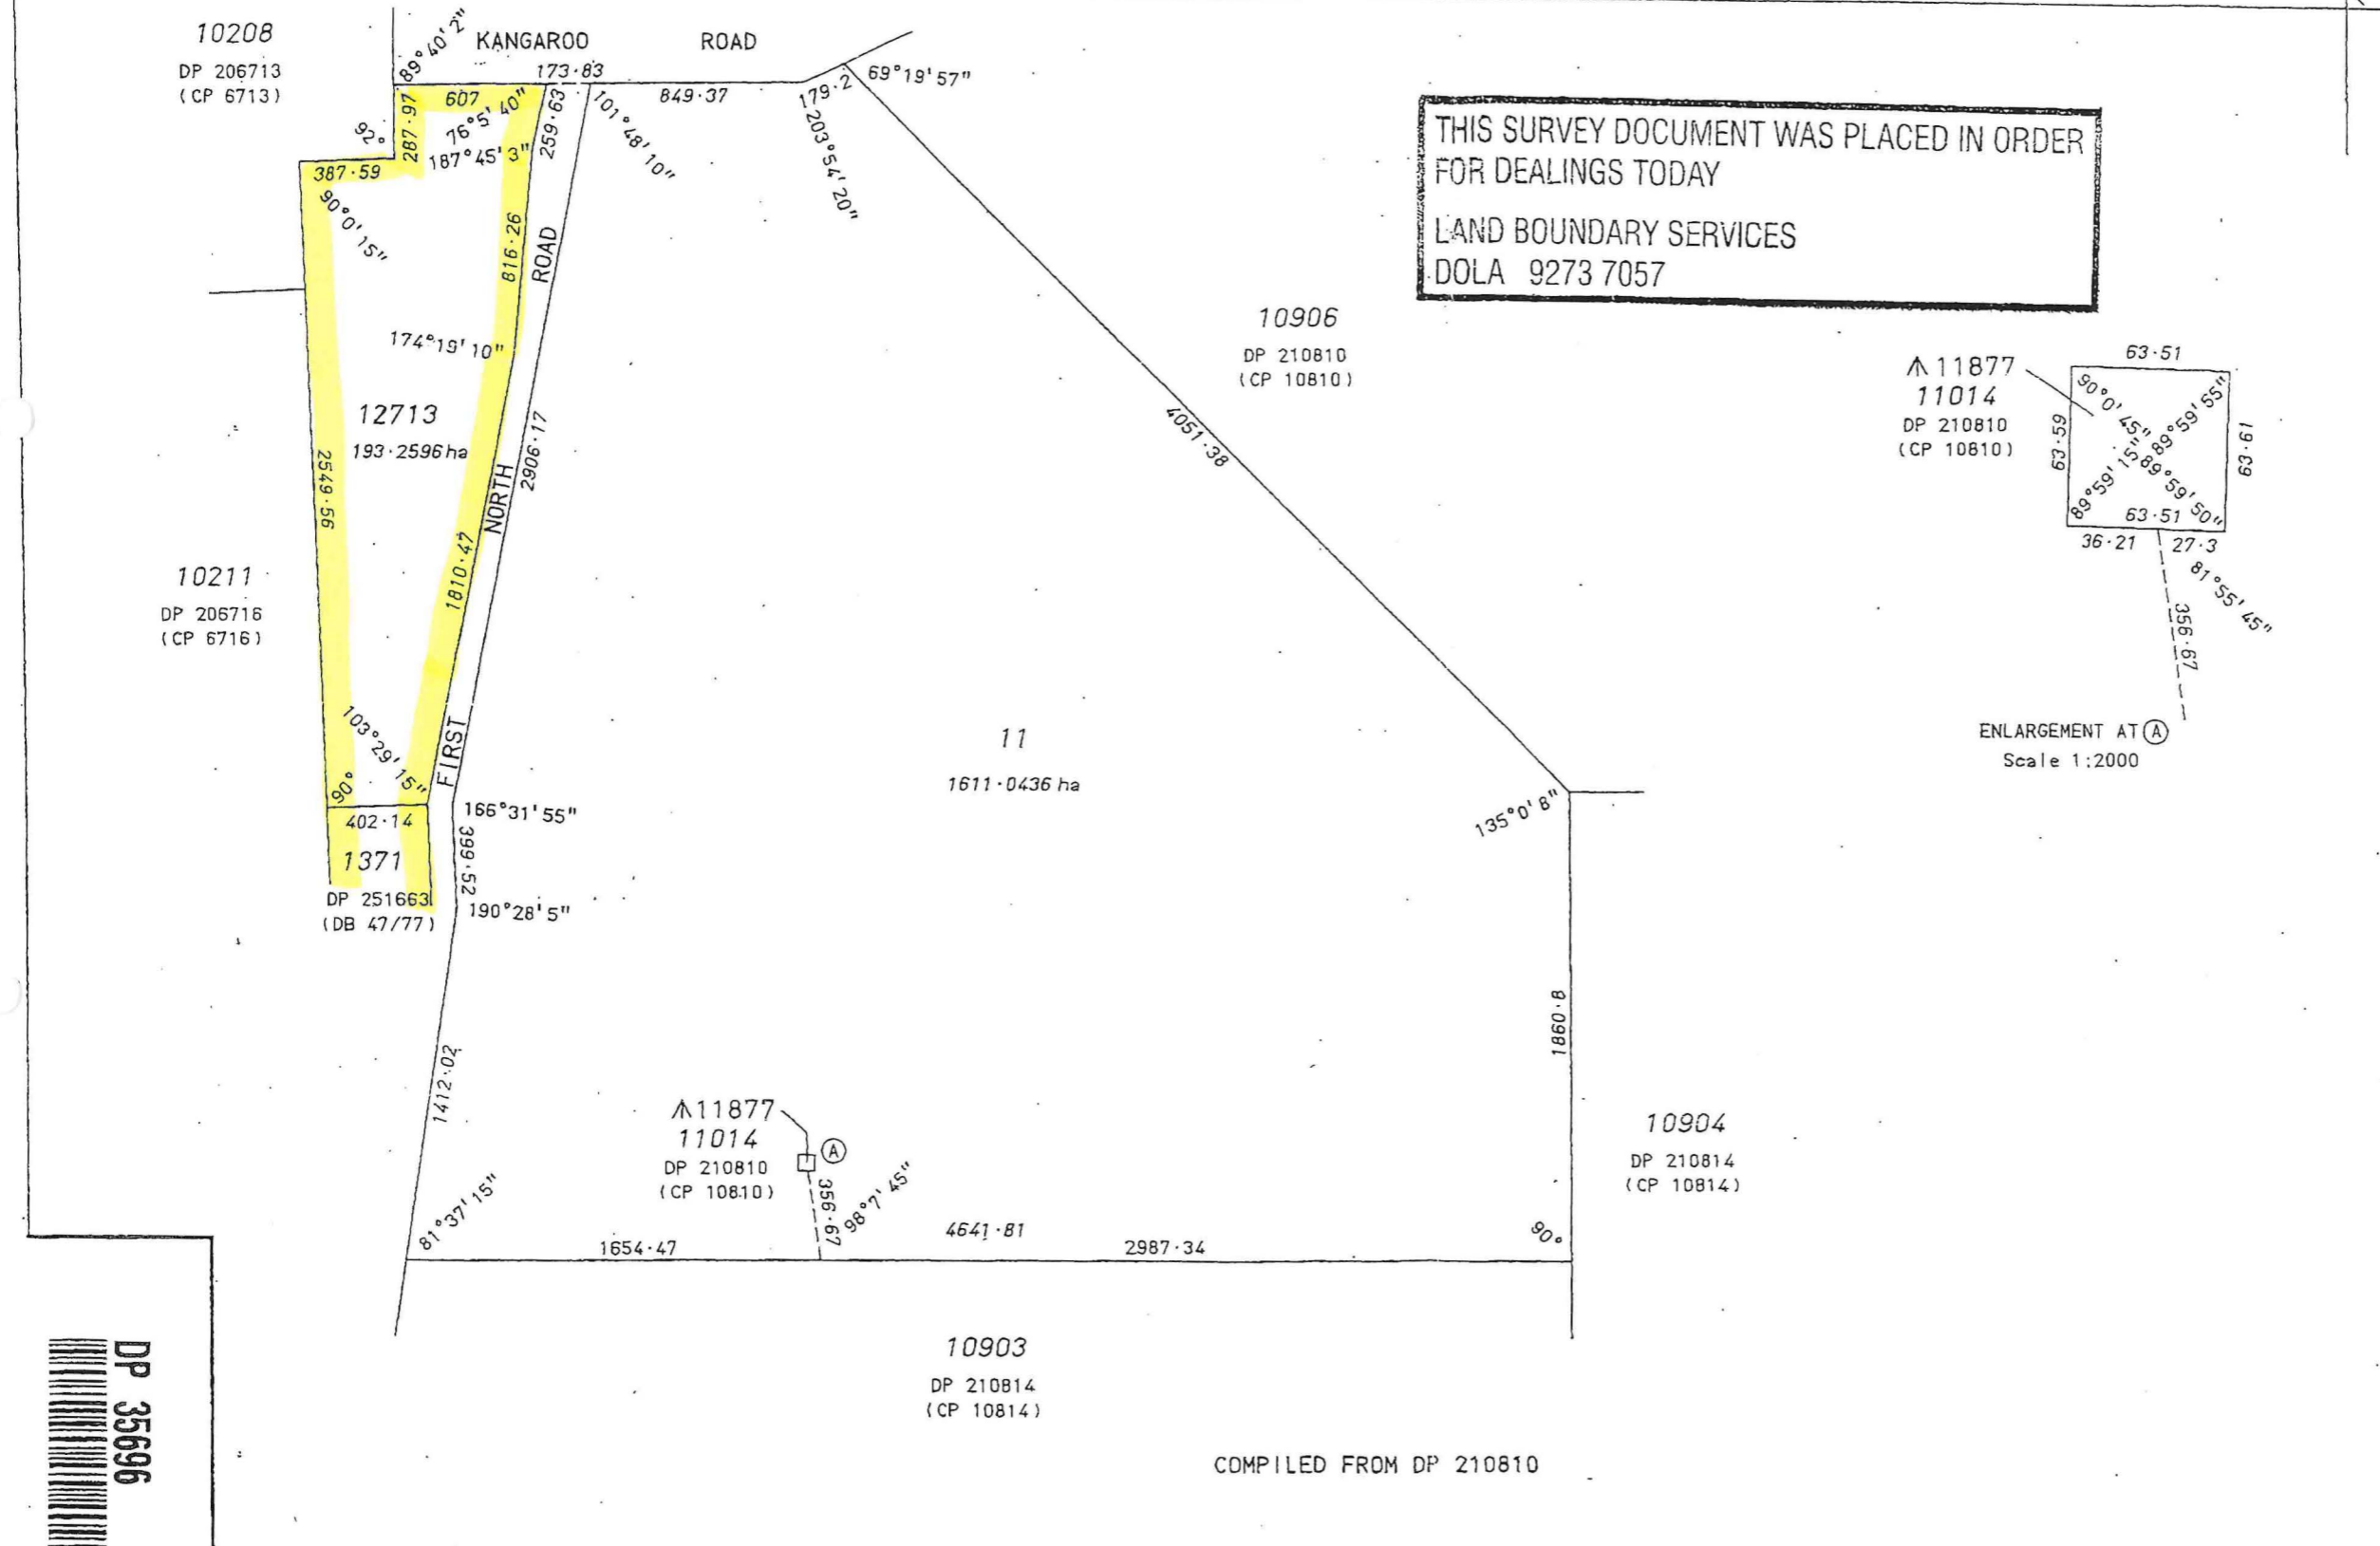 10208
DP 206713
(CP 6713)
89°40'2"
KANGAROO ROAD
173·83
69°19'57"
607
849·37
179·2
287·97
76°5'40"
259·63
101°48'10"
203°54'20"
92°
187°45'3"
387·59
90°0'15"
816·26
ROAD
174°19'10"
12713
193·2596 ha
2549·56
2906·17
NORTH
1810·47
10211
DP 206716
(CP 6716)
103°29'15"
FIRST
90°
402·14
166°31'55"
1371
399·52
DP 251663
(DB 47/77)
190°28'5"
1412·02
81°37'15"
11
1611·0436 ha
4051·38
10906
DP 210810
(CP 10810)
135°0'8"
1860·8
10904
DP 210814
(CP 10814)
11877
11014
DP 210810
(CP 10810)
A
356·67
98°7'45"
1654·47
4641·81
2987·34
90°
10903
DP 210814
(CP 10814)
COMPILED FROM DP 210810
THIS SURVEY DOCUMENT WAS PLACED IN ORDER
FOR DEALINGS TODAY
LAND BOUNDARY SERVICES
DOLA 9273 7057
11877
11014
DP 210810
(CP 10810)
63·51
90°0'45"
89°59'55"
63·59
63·61
89°59'15"
89°59'50"
63·51
36·21
27·3
81°55'45"
356·67
ENLARGEMENT AT A
Scale 1:2000
DP 35696